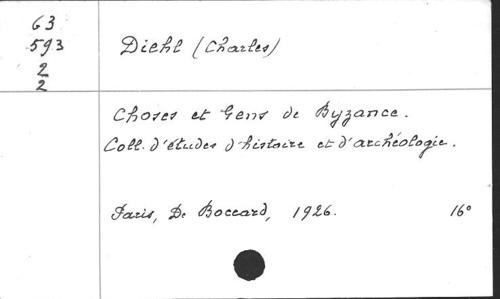 63
593
2
2
Diehl (Charles)
Choses et Gens de Byzance.
Coll. d'études d'histoire et d'archéologie.
Paris, De Boccard, 1926. 16°